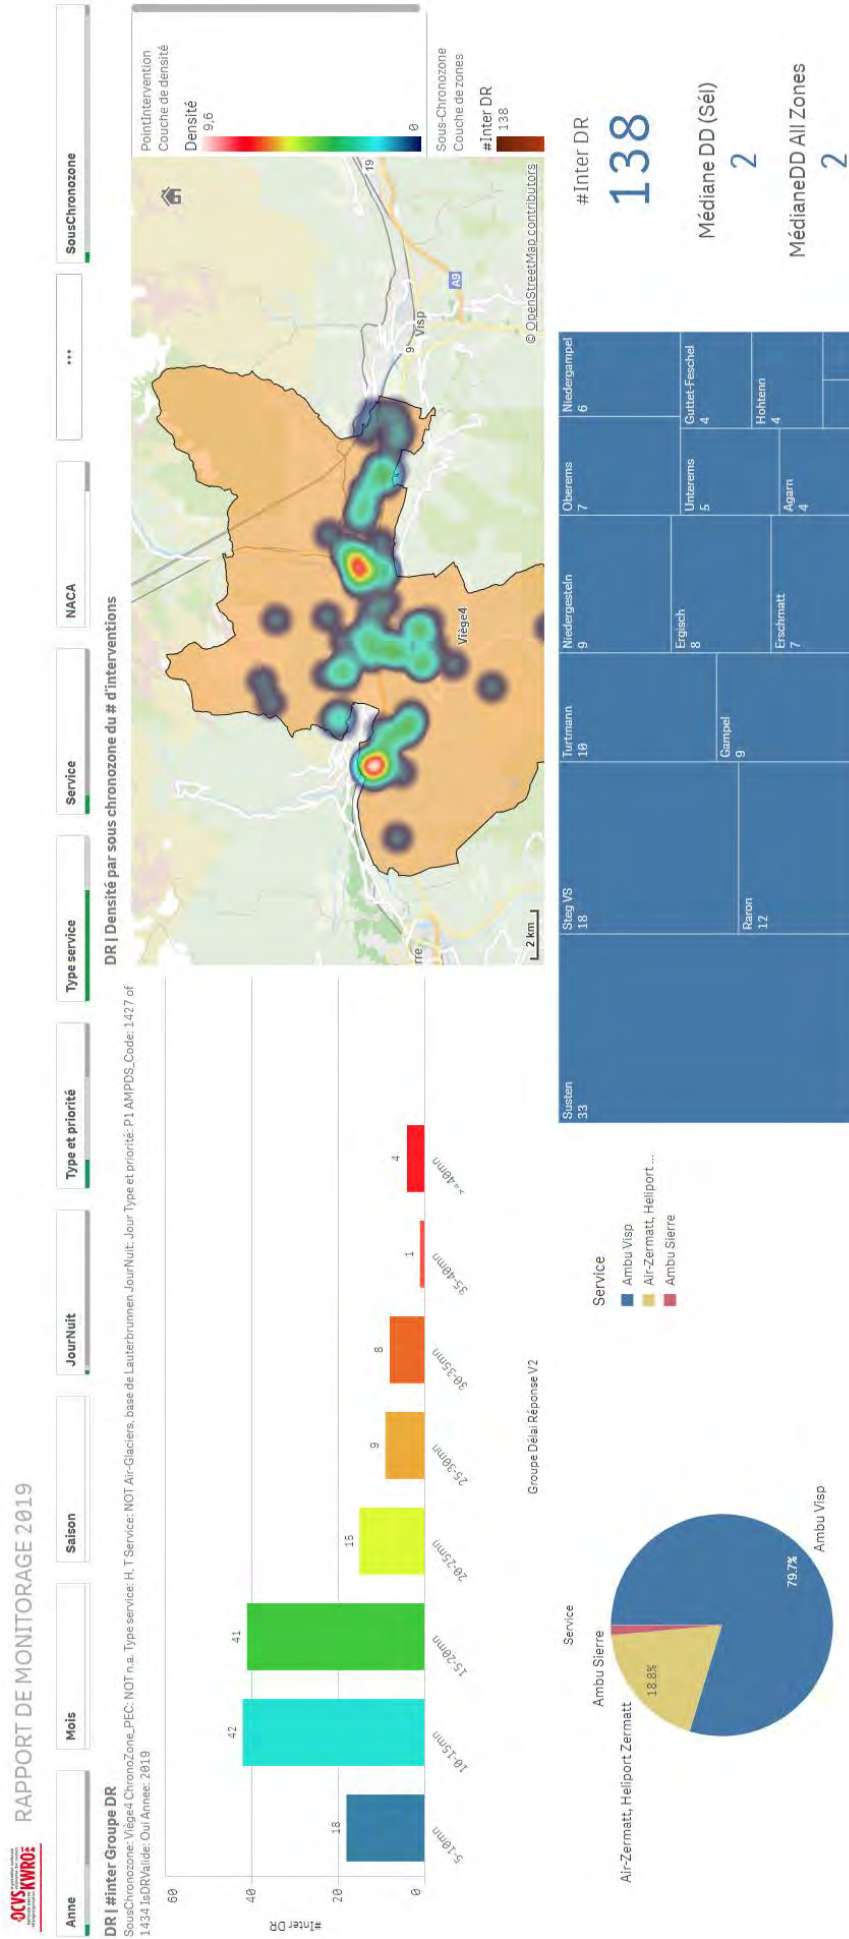 OCVS
KWRO
RAPPORT DE MONITORAGE 2019
Anne
Mois
Saison
JourNuit
Type et priorité
Type service
Service
NACA
...
SousChronozone
DR | #inter Groupe DR
SousChronozone: Viège4 ChronoZone_PEC: NOT n.a. Type service: H, T Service: NOT Air-Glaciers, base de Lauterbrunnen JourNuit: Jour Type et priorité: P1 AMPDS_Code: 1427 of
1434 IsDRValide: Oui Annee: 2019
#Inter DR
60
40
20
0
18
42
41
15
9
8
1
4
5-10mn
10-15mn
15-20mn
20-25mn
25-30mn
30-35mn
35-40mn
>=40mn
Groupe Délai Réponse V2
DR | Densité par sous chronozone du # d'interventions
Viège4
Visp
rre
9
19
A9
2 km
© OpenStreetMap contributors
PointIntervention
Couche de densité
Densité
9,6
0
Sous-Chronozone
Couche de zones
#Inter DR
138
Service
Ambu Sierre
Air-Zermatt, Heliport Zermatt
18.8%
79.7%
Ambu Visp
Service
Ambu Visp
Air-Zermatt, Heliport ...
Ambu Sierre
Susten
33
Steg VS
18
Raron
12
Turtmann
10
Gampel
9
Niedergesteln
9
Ergisch
8
Erschmatt
7
Oberems
7
Niedergampel
6
Unterems
5
Agarn
4
Guttet-Feschel
4
Hohtenn
4
#Inter DR
138
Médiane DD (Sél)
2
MédianeDD All Zones
2